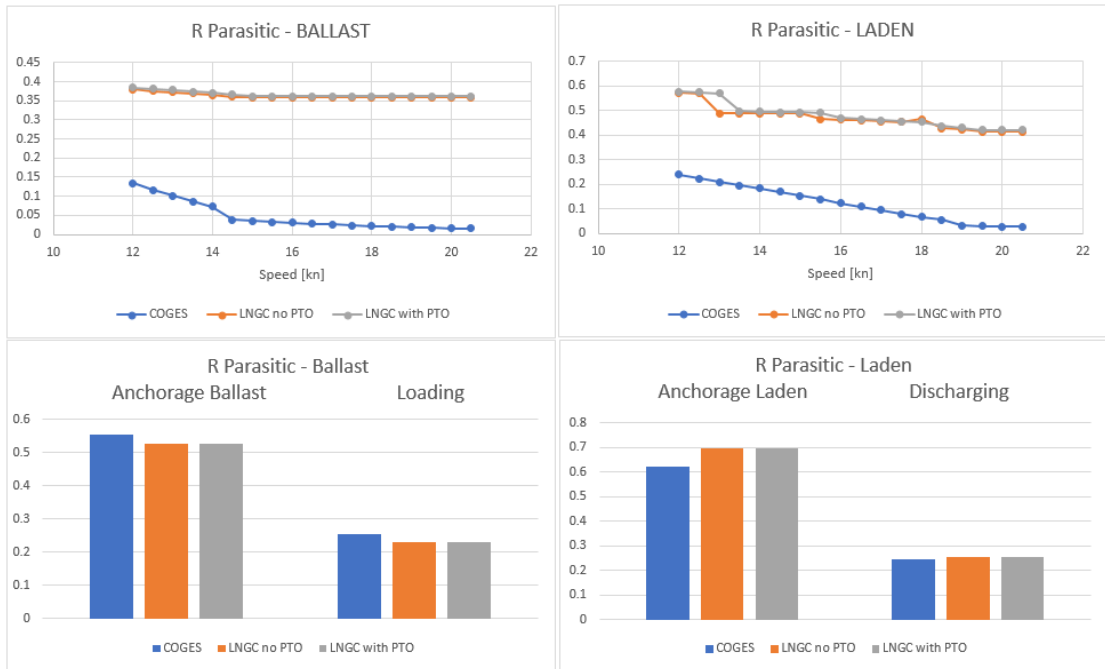 R Parasitic - BALLAST
0.45
0.4
0.35
0.3
0.25
0.2
0.15
0.1
0.05
0
10 12 14 16 18 20 22
Speed [kn]
COGES LNGC no PTO LNGC with PTO
R Parasitic - LADEN
0.7
0.6
0.5
0.4
0.3
0.2
0.1
0
10 12 14 16 18 20 22
Speed [kn]
COGES LNGC no PTO LNGC with PTO
R Parasitic - Ballast
Anchorage Ballast Loading
0.6
0.5
0.4
0.3
0.2
0.1
0
COGES LNGC no PTO LNGC with PTO
R Parasitic - Laden
Anchorage Laden Discharging
0.8
0.7
0.6
0.5
0.4
0.3
0.2
0.1
0
COGES LNGC no PTO LNGC with PTO